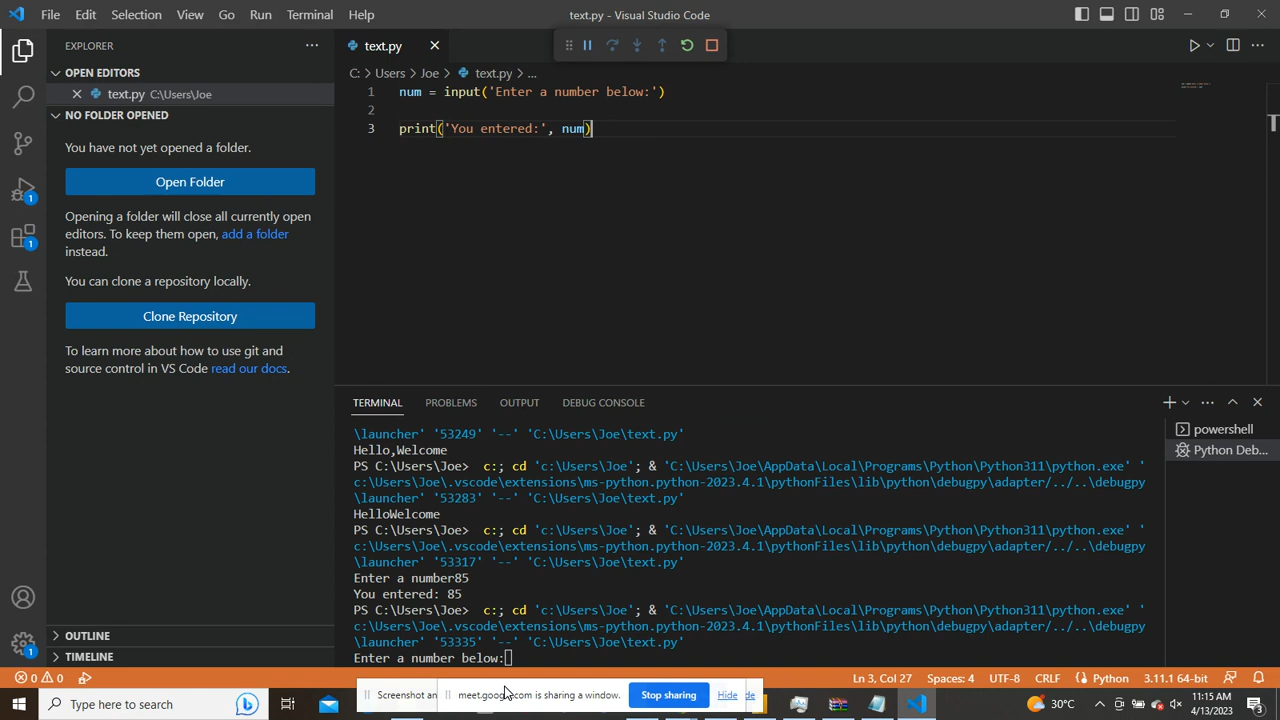 File Edit Selection View Go Run Terminal Help
text.py - Visual Studio Code
EXPLORER
OPEN EDITORS
text.py C:\Users\Joe
NO FOLDER OPENED
You have not yet opened a folder.
Open Folder
Opening a folder will close all currently open
editors. To keep them open, add a folder
instead.
You can clone a repository locally.
Clone Repository
To learn more about how to use git and
source control in VS Code read our docs.
OUTLINE
TIMELINE
1
1
1
text.py
C: > Users > Joe > text.py > ...
1 num = input('Enter a number below:')
2
3 print('You entered:', num)
TERMINAL PROBLEMS OUTPUT DEBUG CONSOLE
powershell
Python Deb...
\launcher' '53249' '--' 'C:\Users\Joe\text.py'
Hello,Welcome
PS C:\Users\Joe> c:; cd 'c:\Users\Joe'; & 'C:\Users\Joe\AppData\Local\Programs\Python\Python311\python.exe' '
c:\Users\Joe\.vscode\extensions\ms-python.python-2023.4.1\pythonFiles\lib\python\debugpy\adapter/../..\debugpy
\launcher' '53283' '--' 'C:\Users\Joe\text.py'
HelloWelcome
PS C:\Users\Joe> c:; cd 'c:\Users\Joe'; & 'C:\Users\Joe\AppData\Local\Programs\Python\Python311\python.exe' '
c:\Users\Joe\.vscode\extensions\ms-python.python-2023.4.1\pythonFiles\lib\python\debugpy\adapter/../..\debugpy
\launcher' '53317' '--' 'C:\Users\Joe\text.py'
Enter a number85
You entered: 85
PS C:\Users\Joe> c:; cd 'c:\Users\Joe'; & 'C:\Users\Joe\AppData\Local\Programs\Python\Python311\python.exe' '
c:\Users\Joe\.vscode\extensions\ms-python.python-2023.4.1\pythonFiles\lib\python\debugpy\adapter/../..\debugpy
\launcher' '53335' '--' 'C:\Users\Joe\text.py'
Enter a number below:
0 0
Ln 3, Col 27 Spaces: 4 UTF-8 CRLF Python 3.11.1 64-bit
Type here to search
Screenshot an
meet.goog com is sharing a window. Stop sharing Hide de
30°C
11:15 AM
4/13/2023
3